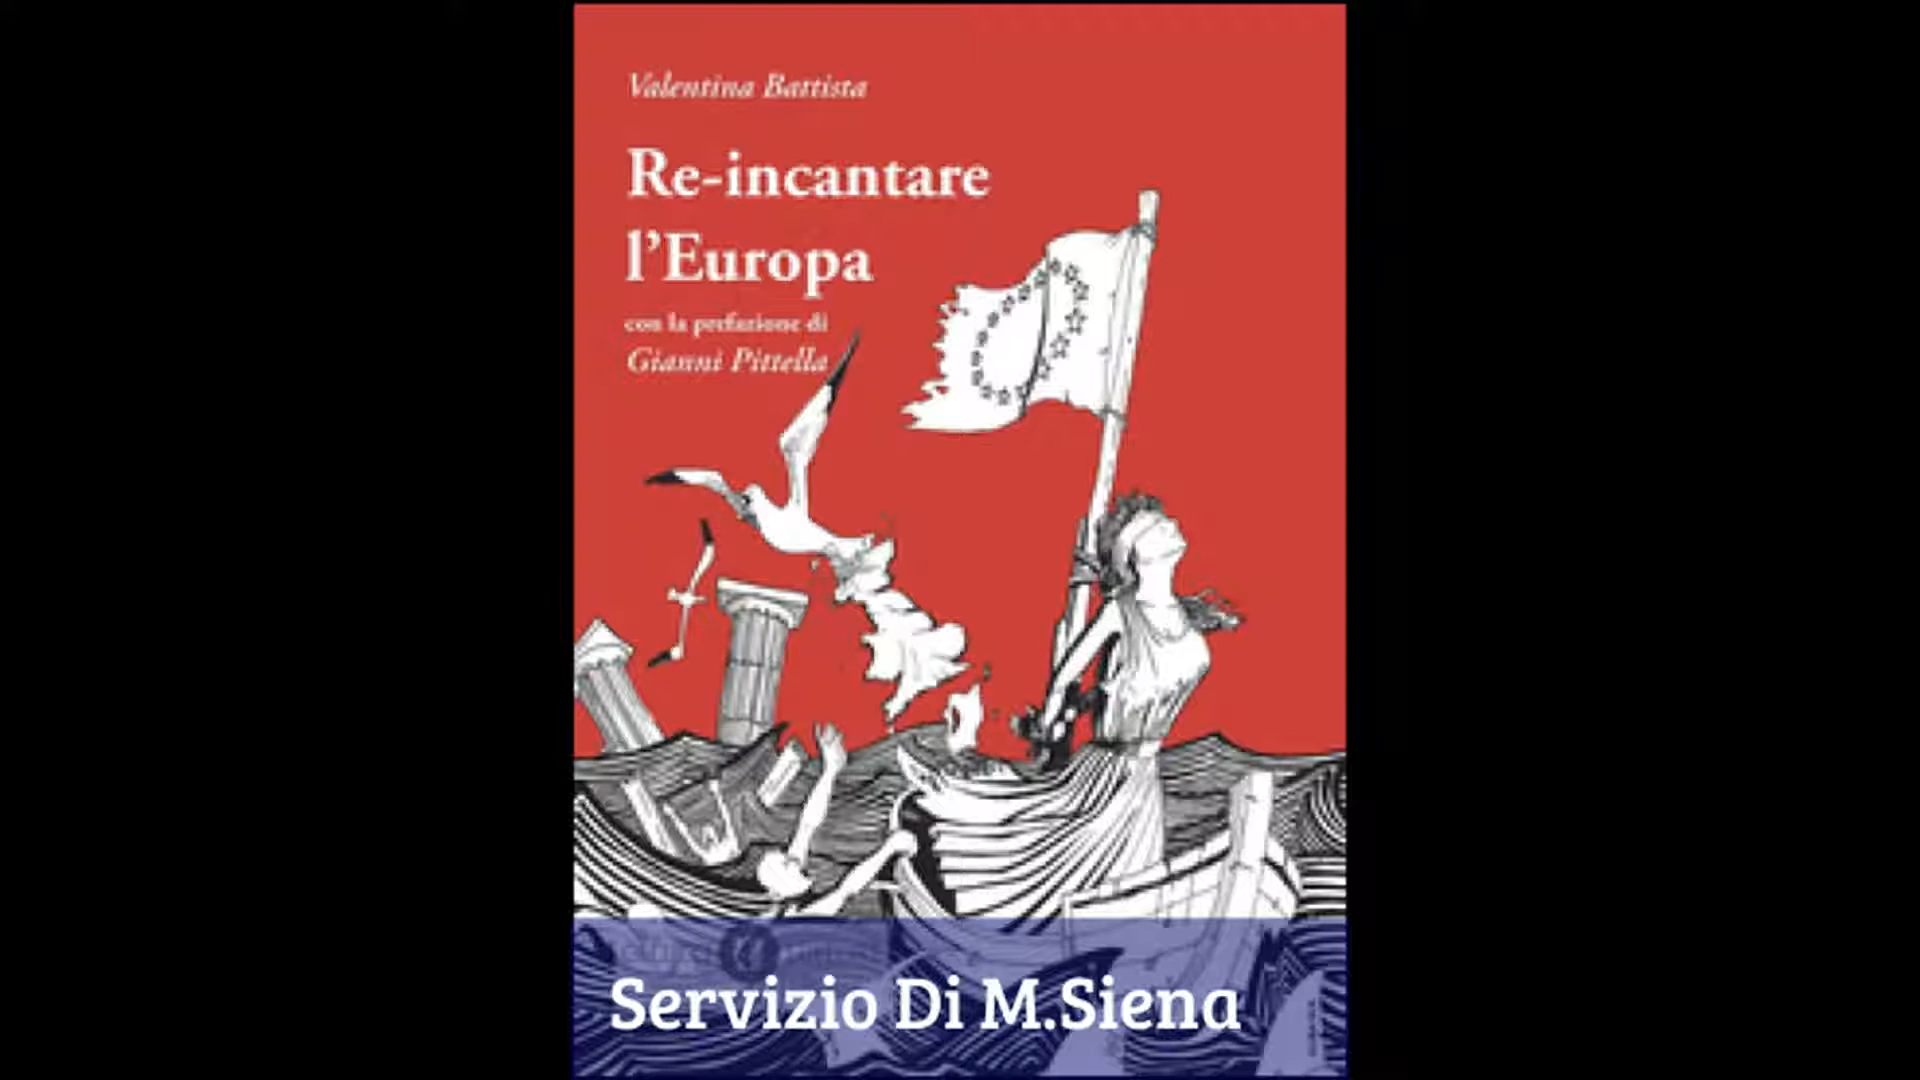 Valentina Battista
Re-incantare
l'Europa
con la prefazione di
Gianni Pittella
Servizio Di M.Siena